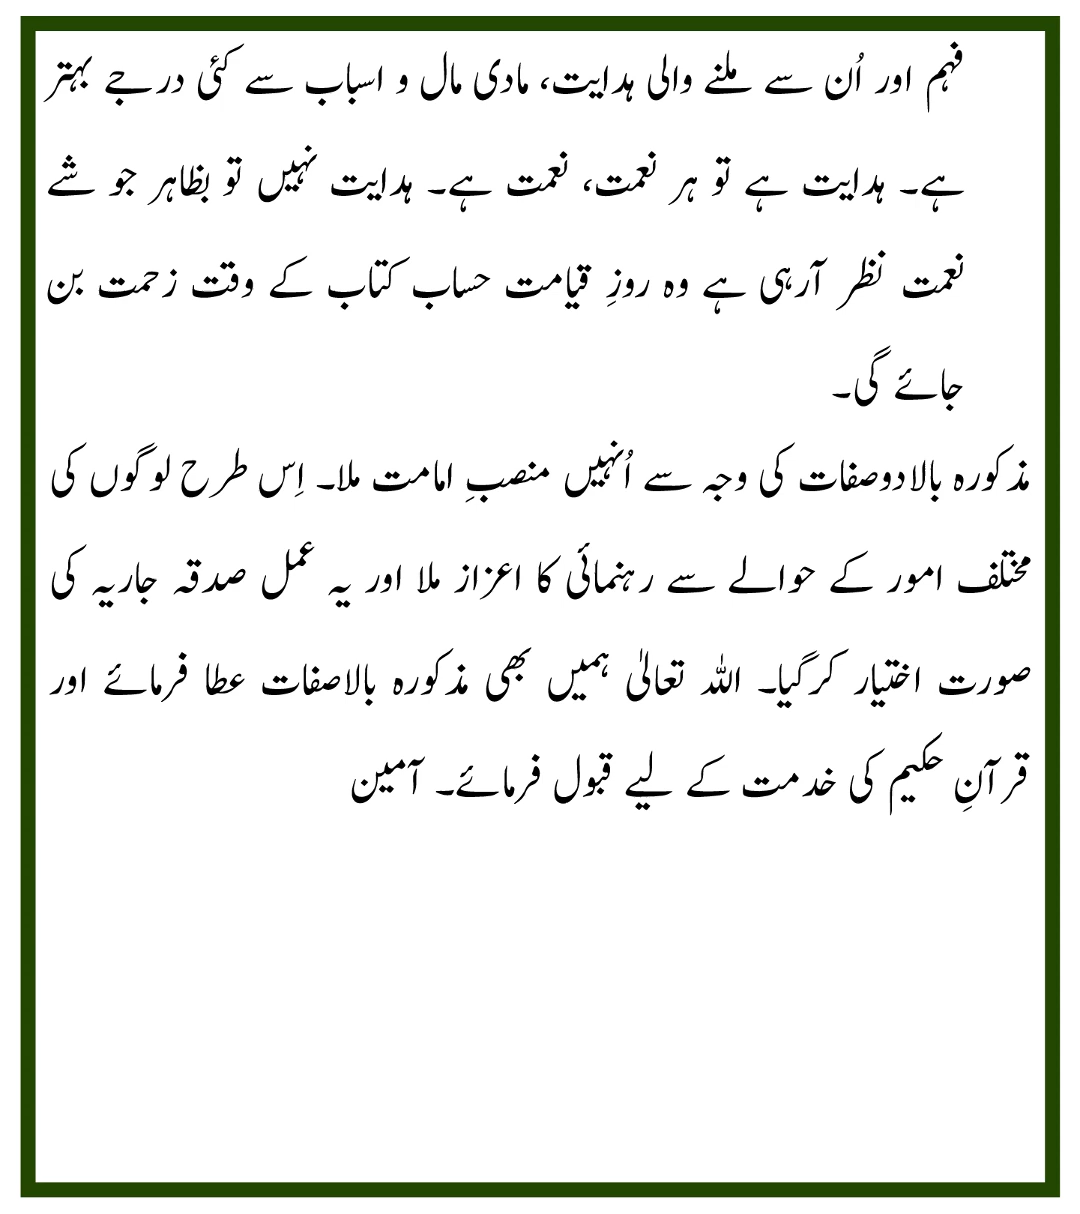 فہم اور اُن سے ملنے والی ہدایت، مادی مال و اسباب سے کئی درجے بہتر
ہے۔ ہدایت ہے تو ہر نعمت، نعمت ہے۔ ہدایت نہیں تو بظاہر جو شے
نعمت نظر آرہی ہے وہ روزِ قیامت حساب کتاب کے وقت زحمت بن
جائے گی۔
مذکورہ بالادوصفات کی وجہ سے اُنہیں منصبِ امامت ملا۔ اِس طرح لوگوں کی
مختلف امور کے حوالے سے رہنمائی کا اعزاز ملا اور یہ عمل صدقہ جاریہ کی
صورت اختیار کرگیا۔ اللہ تعالیٰ ہمیں بھی مذکورہ بالاصفات عطا فرمائے اور
قرآنِ حکیم کی خدمت کے لیے قبول فرمائے۔ آمین